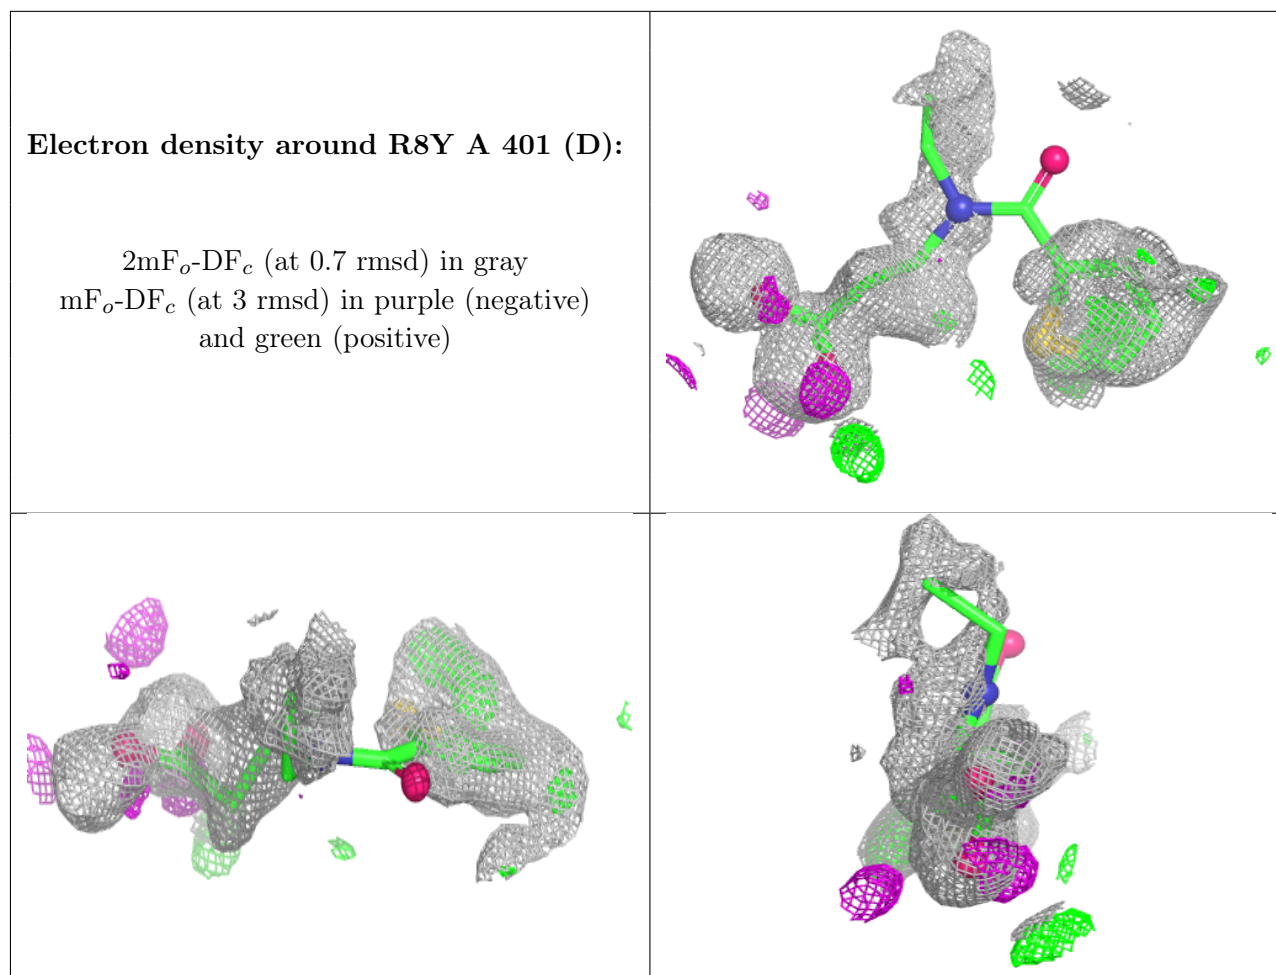 Electron density around R8Y A 401 (D):
2mFo-DFc (at 0.7 rmsd) in gray
mFo-DFc (at 3 rmsd) in purple (negative)
and green (positive)